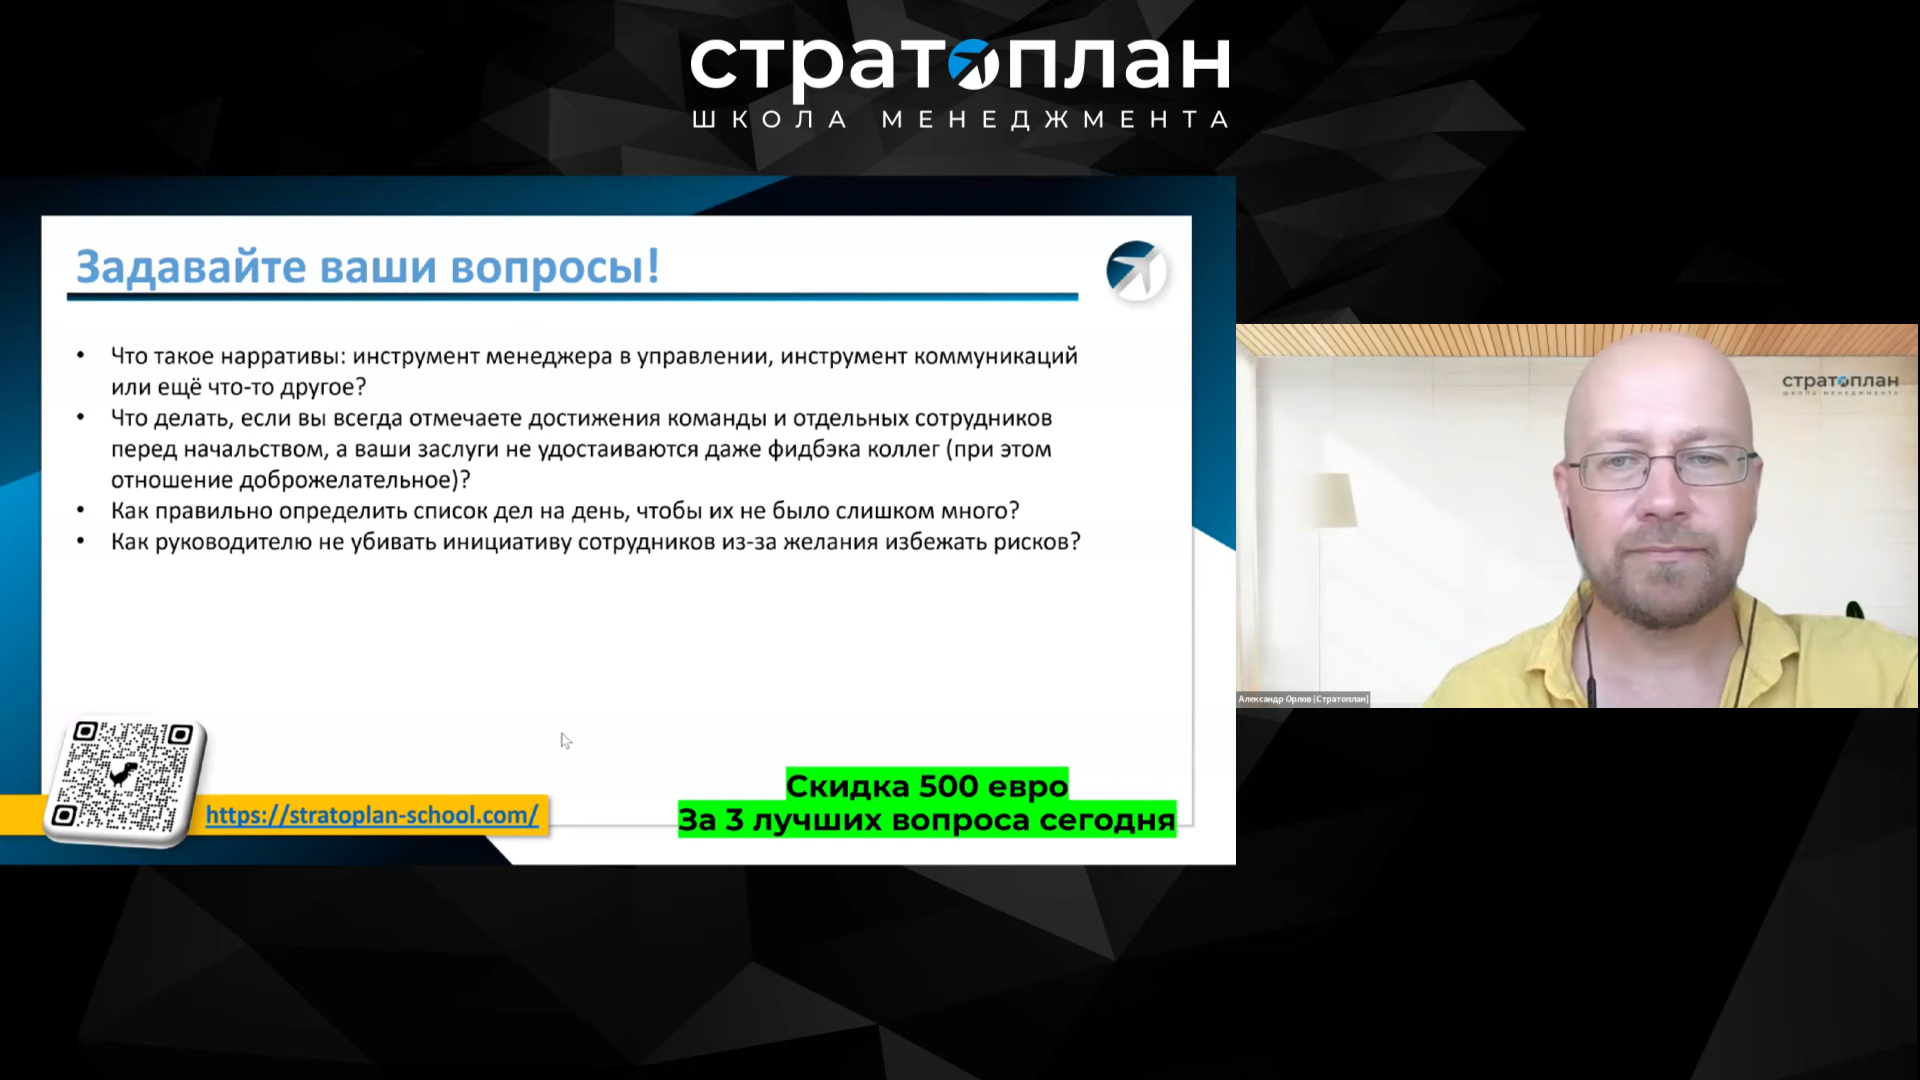 стратоплан
ШКОЛА МЕНЕДЖМЕНТА
Задавайте ваши вопросы!
• Что такое нарративы: инструмент менеджера в управлении, инструмент коммуникаций
или ещё что-то другое?
• Что делать, если вы всегда отмечаете достижения команды и отдельных сотрудников
перед начальством, а ваши заслуги не удостаиваются даже фидбэка коллег (при этом
отношение доброжелательное)?
• Как правильно определить список дел на день, чтобы их не было слишком много?
• Как руководителю не убивать инициативу сотрудников из-за желания избежать рисков?
https://stratoplan-school.com/
Скидка 500 евро
За 3 лучших вопроса сегодня
стратоплан
ШКОЛА МЕНЕДЖМЕНТА
Александр Орлов [Стратоплан]